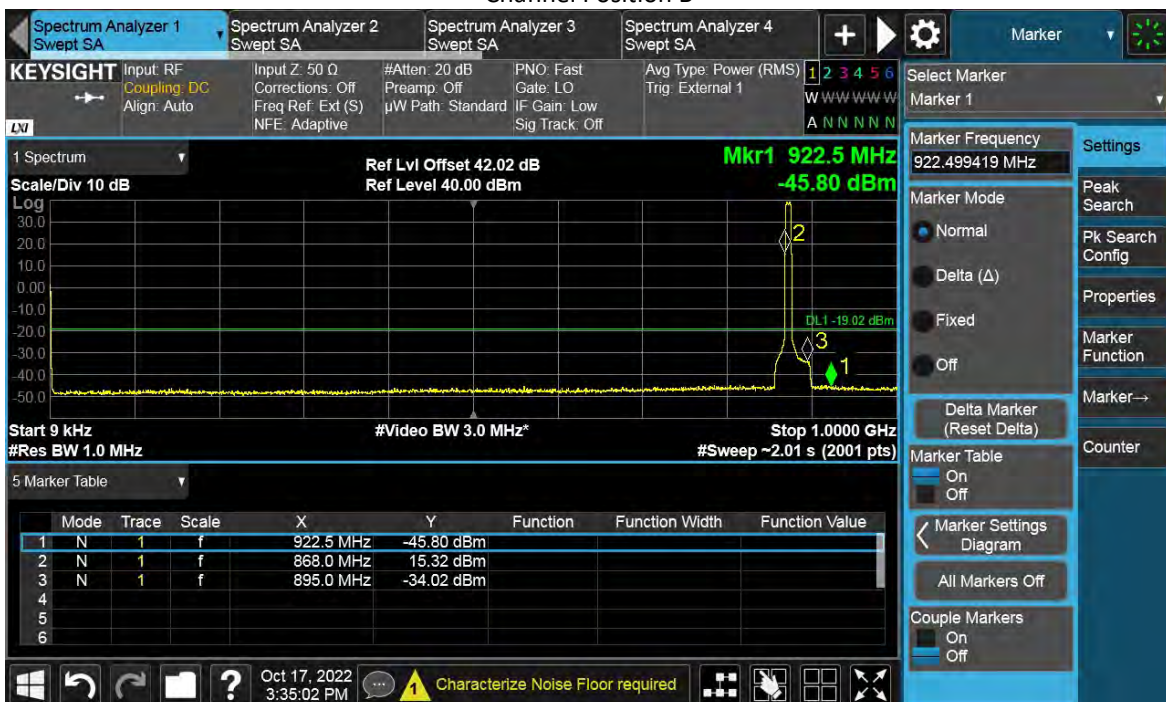 Channel Position B
Spectrum Analyzer 1
Swept SA
Spectrum Analyzer 2
Swept SA
Spectrum Analyzer 3
Swept SA
Spectrum Analyzer 4
Swept SA
+
Marker
KEYSIGHT
LXI
Input: RF
Coupling: DC
Align: Auto
Input Z: 50 Ω
Corrections: Off
Freq Ref: Ext (S)
NFE: Adaptive
#Atten: 20 dB
Preamp: Off
µW Path: Standard
PNO: Fast
Gate: LO
IF Gain: Low
Sig Track: Off
Avg Type: Power (RMS)
Trig: External 1
1 2 3 4 5 6
W W W W W W
A N N N N N
Select Marker
Marker 1
1 Spectrum
Scale/Div 10 dB
Ref Lvl Offset 42.02 dB
Ref Level 40.00 dBm
Mkr1 922.5 MHz
-45.80 dBm
Log
30.0
20.0
10.0
0.00
-10.0
-20.0
-30.0
-40.0
-50.0
2
DL1 -19.02 dBm
3
1
Start 9 kHz
#Res BW 1.0 MHz
#Video BW 3.0 MHz*
Stop 1.0000 GHz
#Sweep ~2.01 s (2001 pts)
5 Marker Table
Mode Trace Scale X Y Function Function Width Function Value
1 N 1 f 922.5 MHz -45.80 dBm
2 N 1 f 868.0 MHz 15.32 dBm
3 N 1 f 895.0 MHz -34.02 dBm
4
5
6
Marker Frequency
922.499419 MHz
Marker Mode
Normal
Delta (Δ)
Fixed
Off
Delta Marker
(Reset Delta)
Marker Table
On
Off
Marker Settings
Diagram
All Markers Off
Couple Markers
On
Off
Settings
Peak
Search
Pk Search
Config
Properties
Marker
Function
Marker→
Counter
?
Oct 17, 2022
3:35:02 PM
1
Characterize Noise Floor required